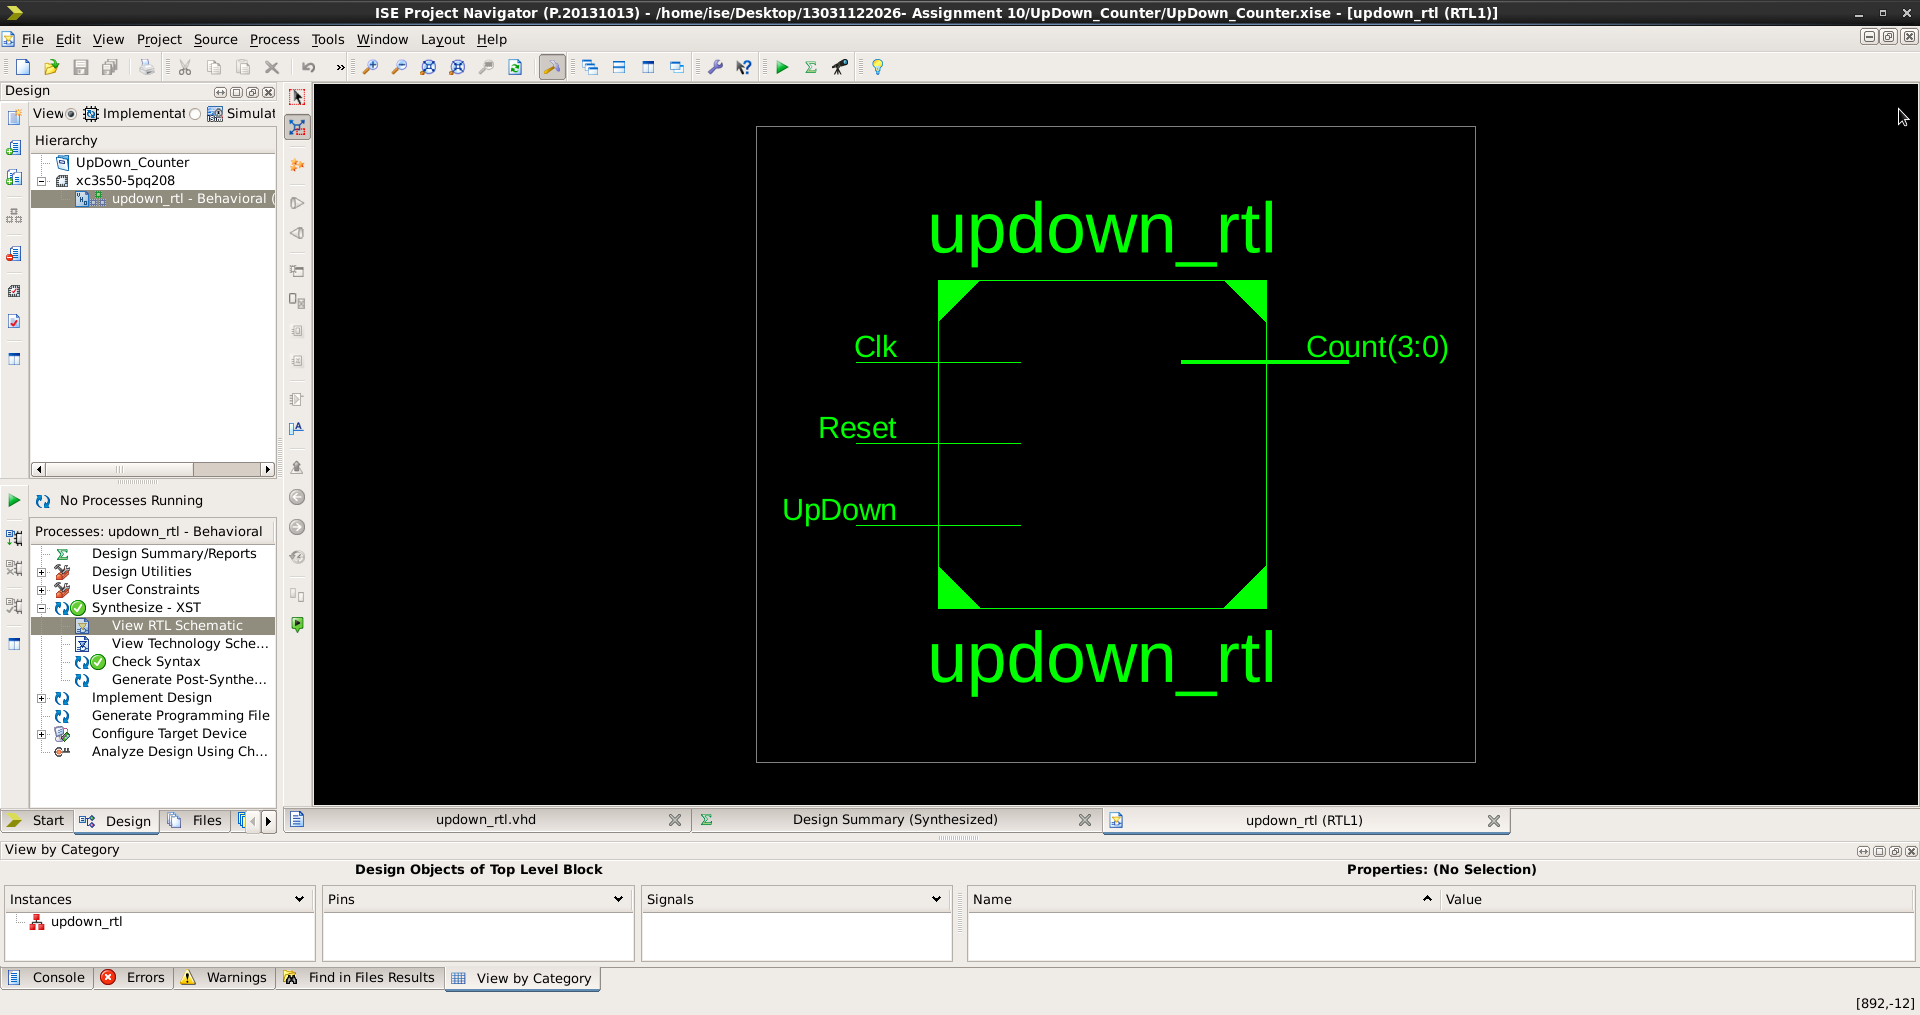 ISE Project Navigator (P.20131013) - /home/ise/Desktop/13031122026- Assignment 10/UpDown_Counter/UpDown_Counter.xise - [updown_rtl (RTL1)]
File Edit View Project Source Process Tools Window Layout Help
Design
View Implementat Simulat
Hierarchy
UpDown_Counter
xc3s50-5pq208
updown_rtl - Behavioral (
No Processes Running
Processes: updown_rtl - Behavioral
Design Summary/Reports
Design Utilities
User Constraints
Synthesize - XST
View RTL Schematic
View Technology Sche...
Check Syntax
Generate Post-Synthe...
Implement Design
Generate Programming File
Configure Target Device
Analyze Design Using Ch...
Start Design Files
updown_rtl
Clk
Count(3:0)
Reset
UpDown
updown_rtl
updown_rtl.vhd Design Summary (Synthesized) updown_rtl (RTL1)
View by Category
Design Objects of Top Level Block Properties: (No Selection)
Instances Pins Signals Name Value
updown_rtl
Console Errors Warnings Find in Files Results View by Category
[892,-12]